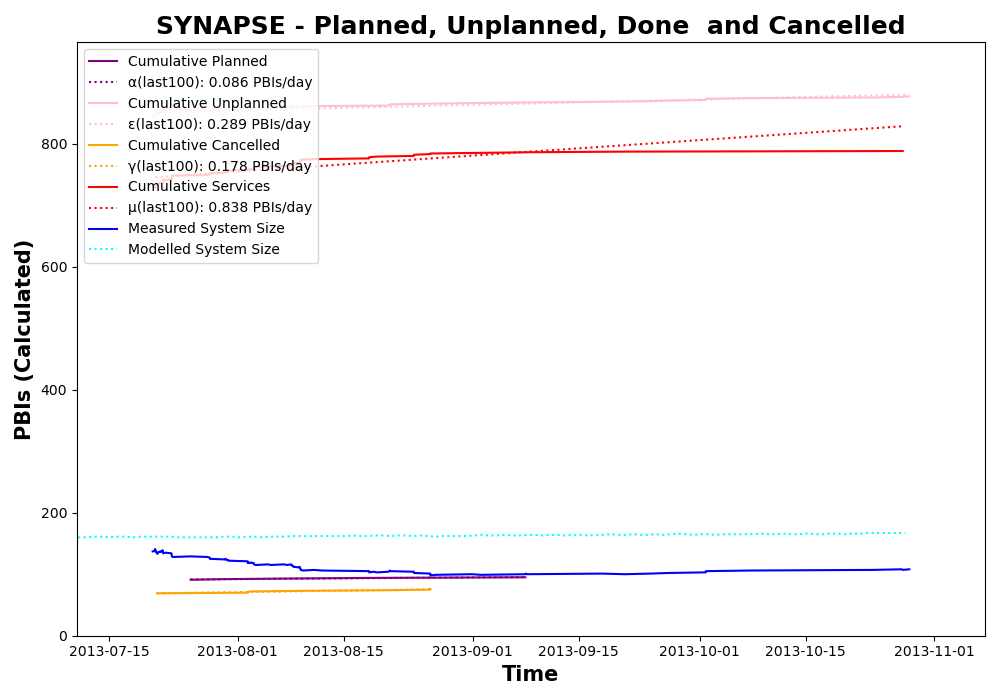 SYNAPSE - Planned, Unplanned, Done  and Cancelled
Cumulative Planned
α(last100): 0.086 PBIs/day
Cumulative Unplanned
ε(last100): 0.289 PBIs/day
Cumulative Cancelled
γ(last100): 0.178 PBIs/day
Cumulative Services
μ(last100): 0.838 PBIs/day
Measured System Size
Modelled System Size
PBIs (Calculated)
800
600
400
200
0
2013-07-15 2013-08-01 2013-08-15 2013-09-01 2013-09-15 2013-10-01 2013-10-15 2013-11-01
Time